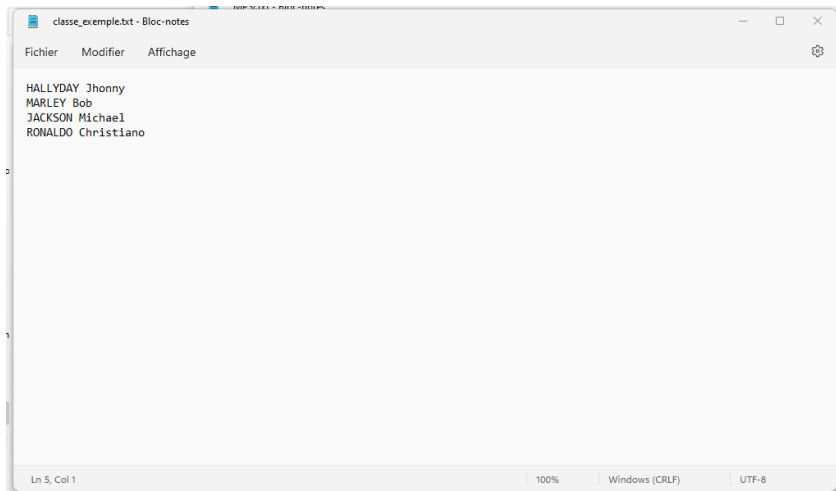 classe_exemple.txt - Bloc-notes
Fichier Modifier Affichage
HALLYDAY Jhonny
MARLEY Bob
JACKSON Michael
RONALDO Christiano
Ln 5, Col 1 100% Windows (CRLF) UTF-8